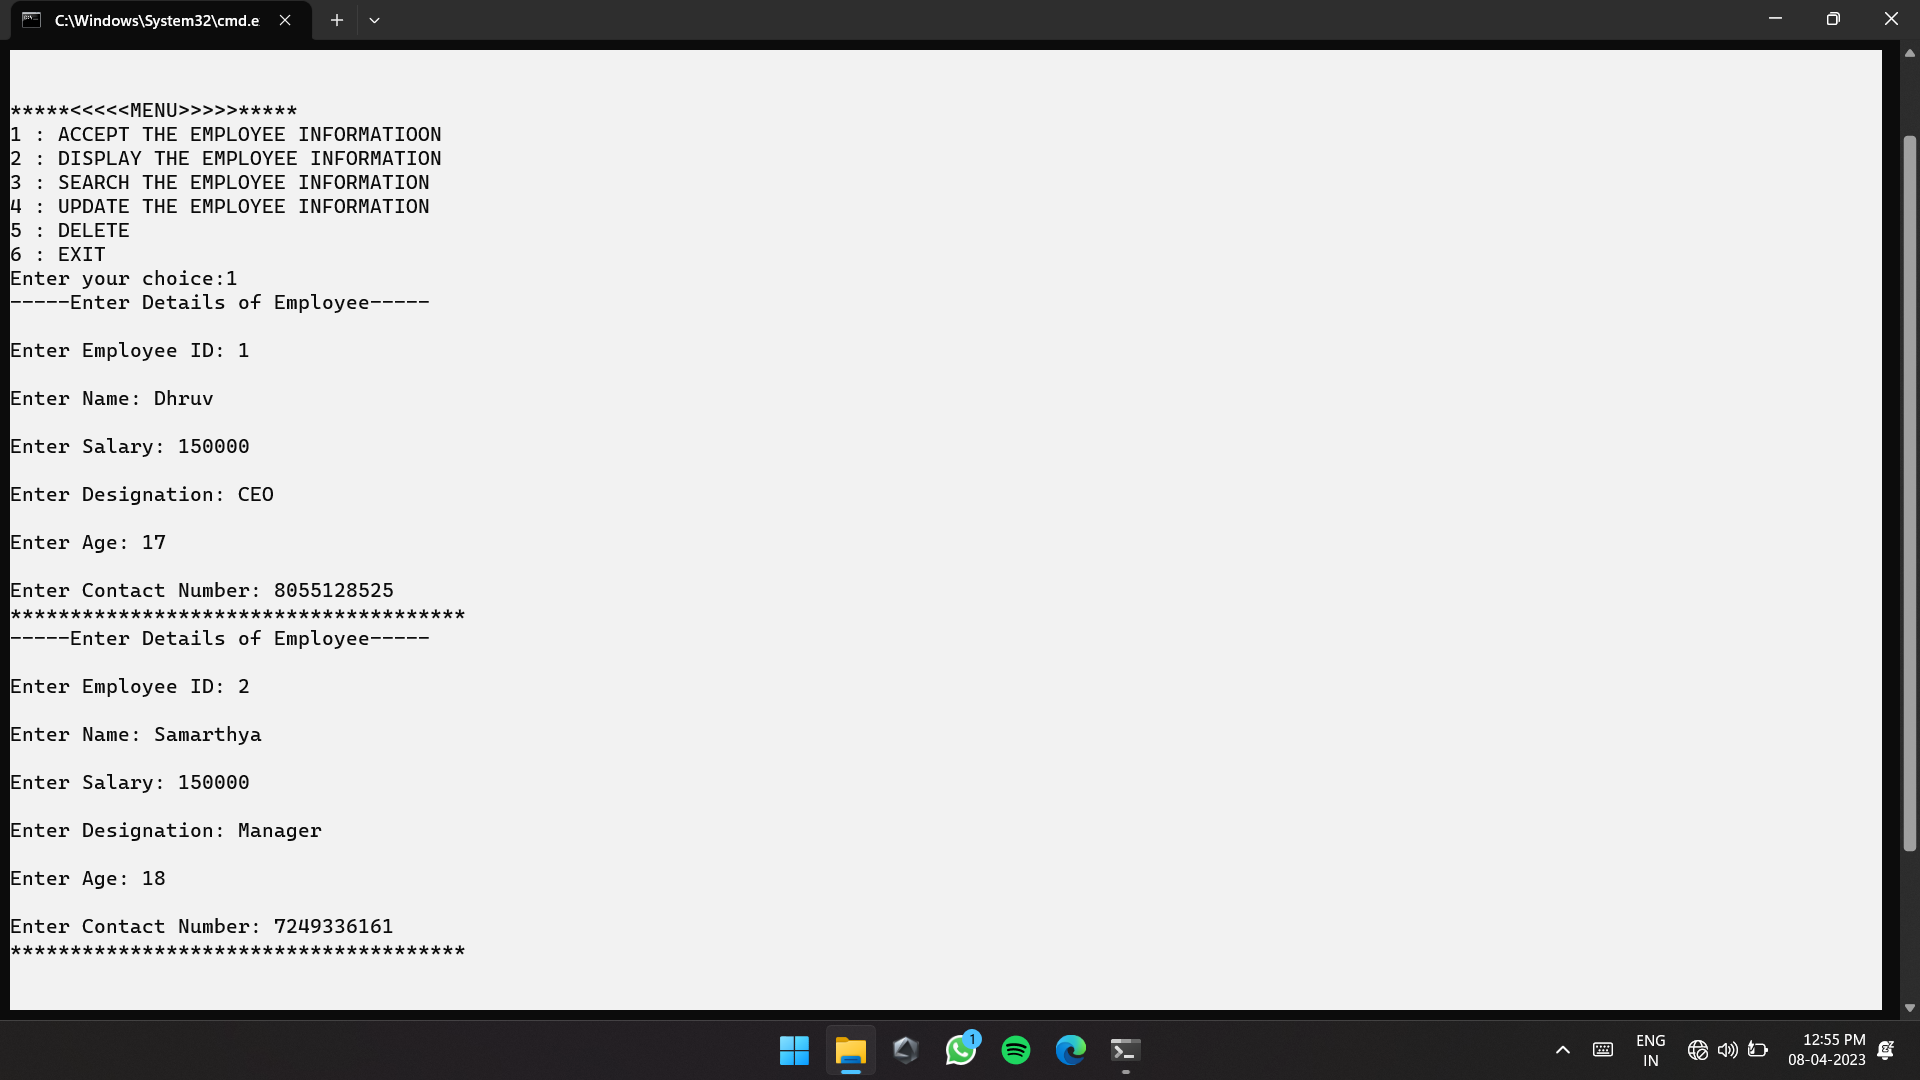 C:\Windows\System32\cmd.e
*****<<<<<MENU>>>>>*****
1 : ACCEPT THE EMPLOYEE INFORMATIOON
2 : DISPLAY THE EMPLOYEE INFORMATION
3 : SEARCH THE EMPLOYEE INFORMATION
4 : UPDATE THE EMPLOYEE INFORMATION
5 : DELETE
6 : EXIT
Enter your choice:1
-----Enter Details of Employee-----
Enter Employee ID: 1
Enter Name: Dhruv
Enter Salary: 150000
Enter Designation: CEO
Enter Age: 17
Enter Contact Number: 8055128525
**************************************
-----Enter Details of Employee-----
Enter Employee ID: 2
Enter Name: Samarthya
Enter Salary: 150000
Enter Designation: Manager
Enter Age: 18
Enter Contact Number: 7249336161
**************************************
1
ENG
IN
12:55 PM
08-04-2023